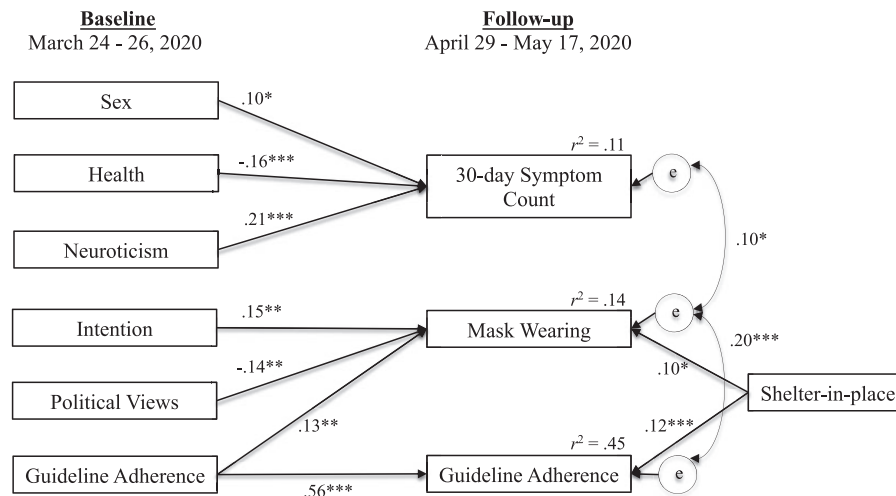 Baseline
March 24 - 26, 2020
Follow-up
April 29 - May 17, 2020
Sex
.10*
r² = .11
Health
-.16***
30-day Symptom
Count
e
Neuroticism
.21***
.10*
r² = .14
Intention
.15**
Mask Wearing
e
.20***
Political Views
-.14**
.10*
Shelter-in-place
.13**
.12***
r² = .45
Guideline Adherence
.56***
Guideline Adherence
e